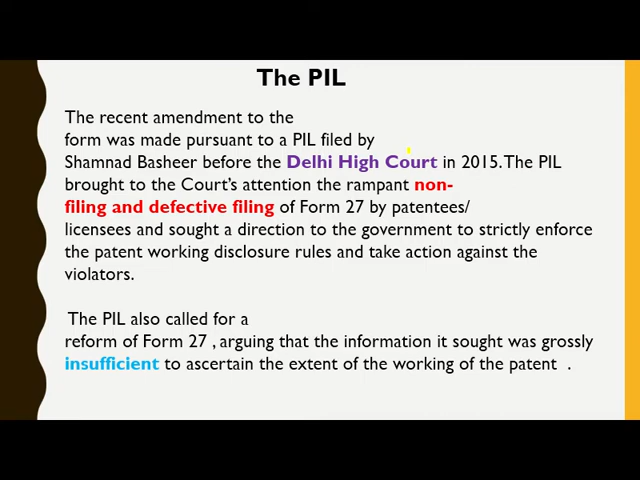 The PIL
The recent amendment to the
form was made pursuant to a PIL filed by
Shamnad Basheer before the Delhi High Court in 2015. The PIL
brought to the Court's attention the rampant non-
filing and defective filing of Form 27 by patentees/
licensees and sought a direction to the government to strictly enforce
the patent working disclosure rules and take action against the
violators.
The PIL also called for a
reform of Form 27 , arguing that the information it sought was grossly
insufficient to ascertain the extent of the working of the patent .